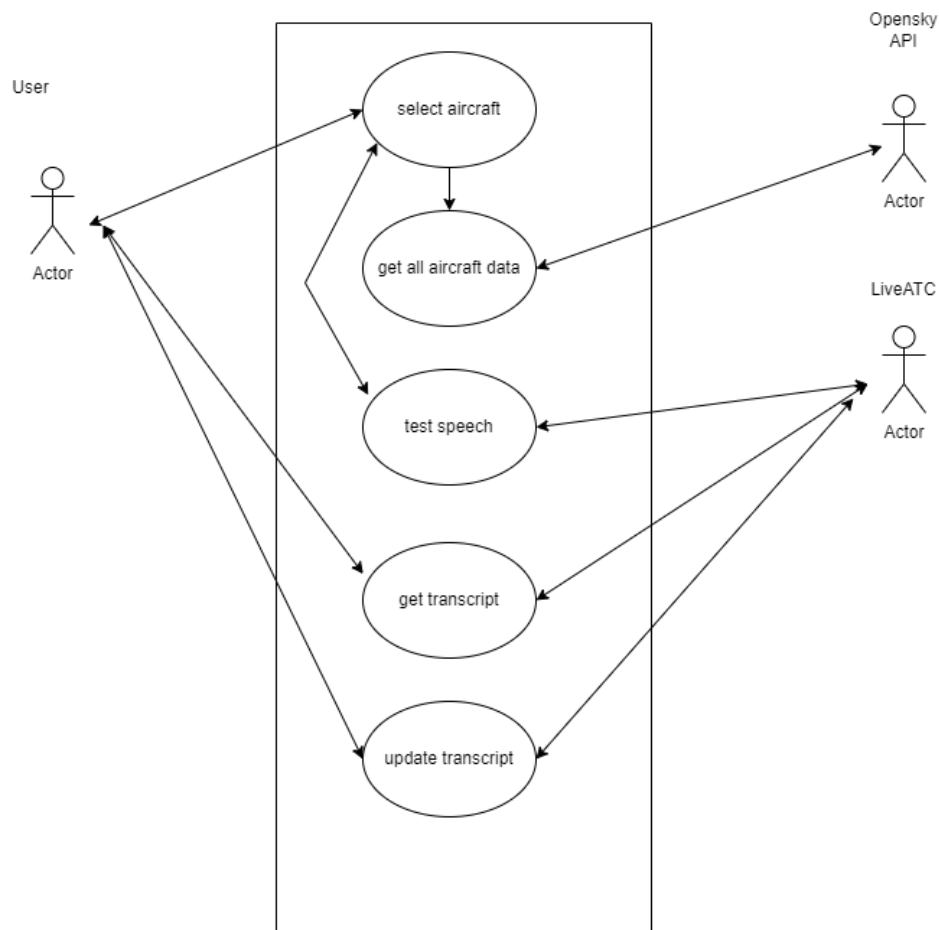 Opensky
API
User
select aircraft
Actor
Actor
get all aircraft data
LiveATC
test speech
Actor
get transcript
update transcript